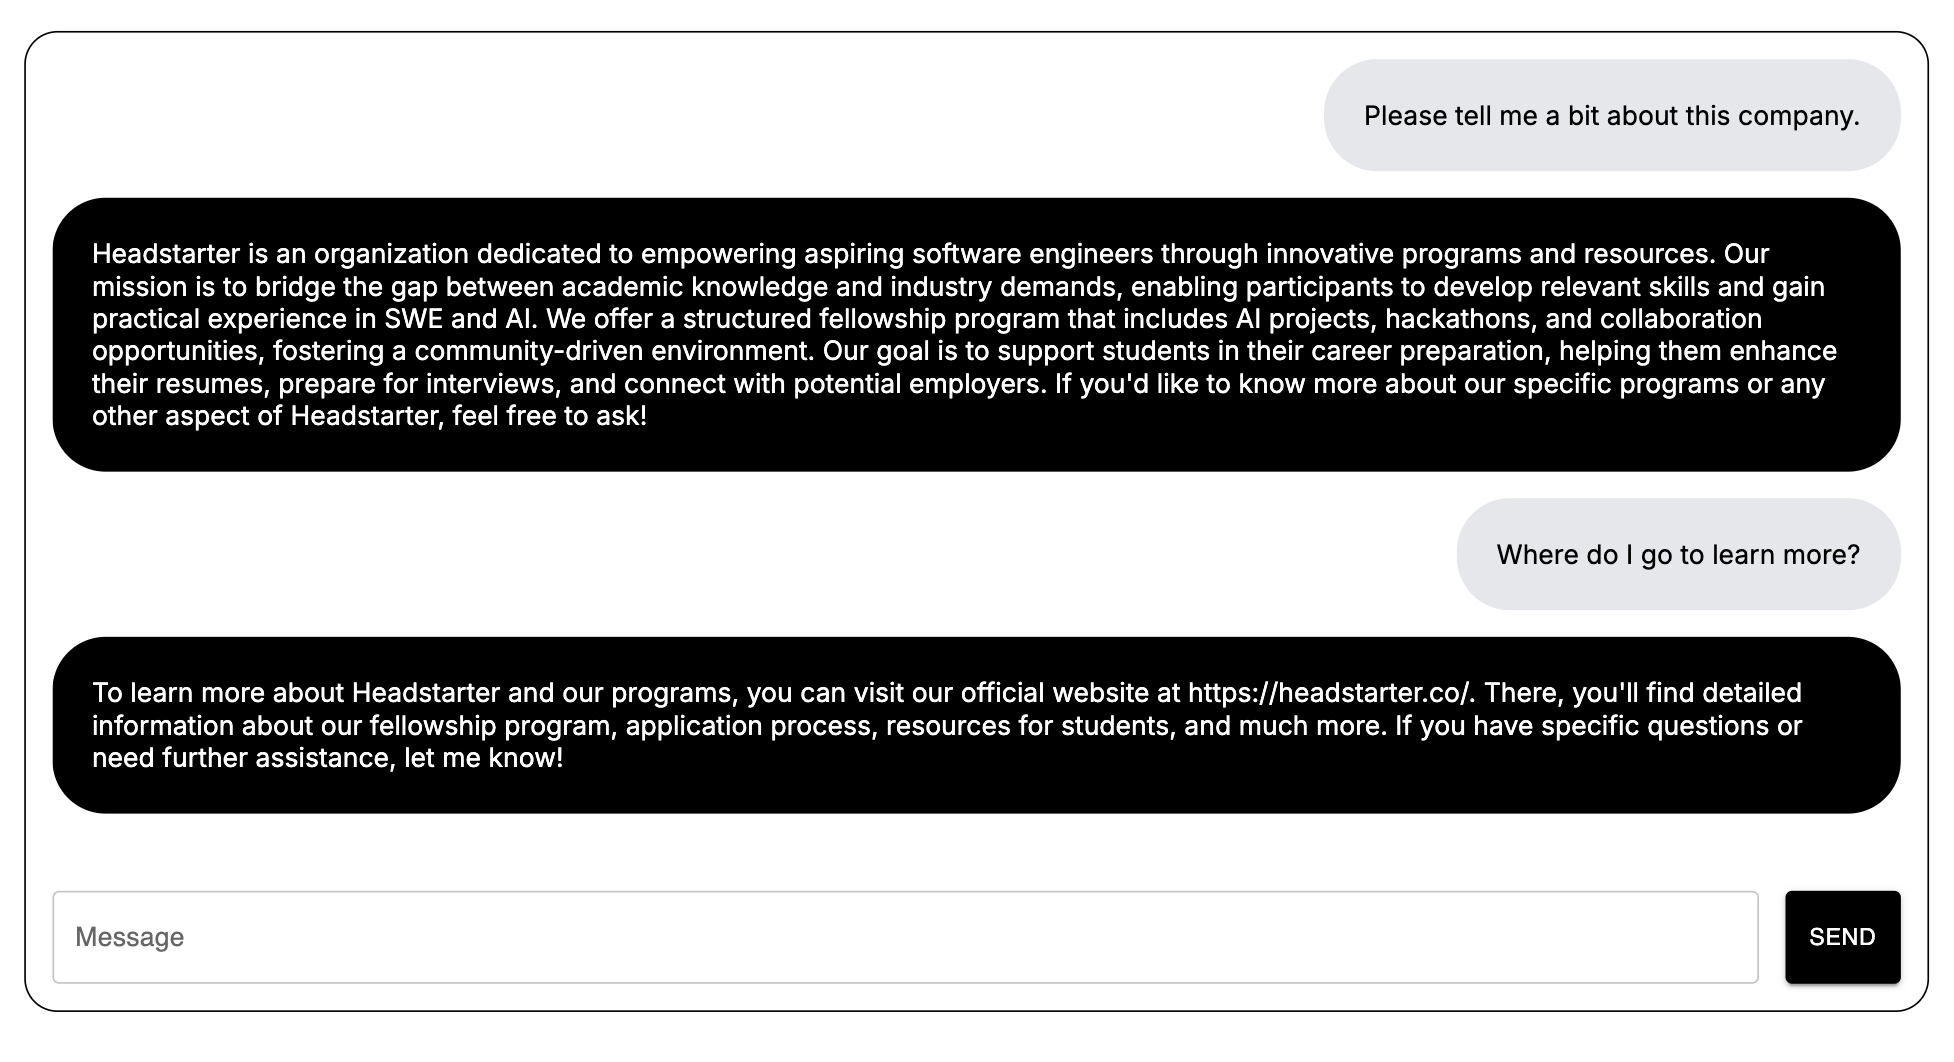 Please tell me a bit about this company.
Headstarter is an organization dedicated to empowering aspiring software engineers through innovative programs and resources. Our
mission is to bridge the gap between academic knowledge and industry demands, enabling participants to develop relevant skills and gain
practical experience in SWE and AI. We offer a structured fellowship program that includes AI projects, hackathons, and collaboration
opportunities, fostering a community-driven environment. Our goal is to support students in their career preparation, helping them enhance
their resumes, prepare for interviews, and connect with potential employers. If you'd like to know more about our specific programs or any
other aspect of Headstarter, feel free to ask!
Where do I go to learn more?
To learn more about Headstarter and our programs, you can visit our official website at https://headstarter.co/. There, you'll find detailed
information about our fellowship program, application process, resources for students, and much more. If you have specific questions or
need further assistance, let me know!
Message
SEND